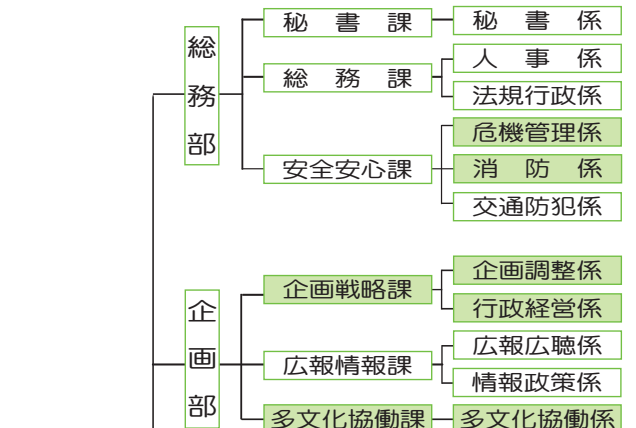 総務部
秘書課
秘書係
総務課
人事係
法規行政係
安全安心課
危機管理係
消防係
交通防犯係
企画部
企画戦略課
企画調整係
行政経営係
広報情報課
広報広聴係
情報政策係
多文化協働課
多文化協働係